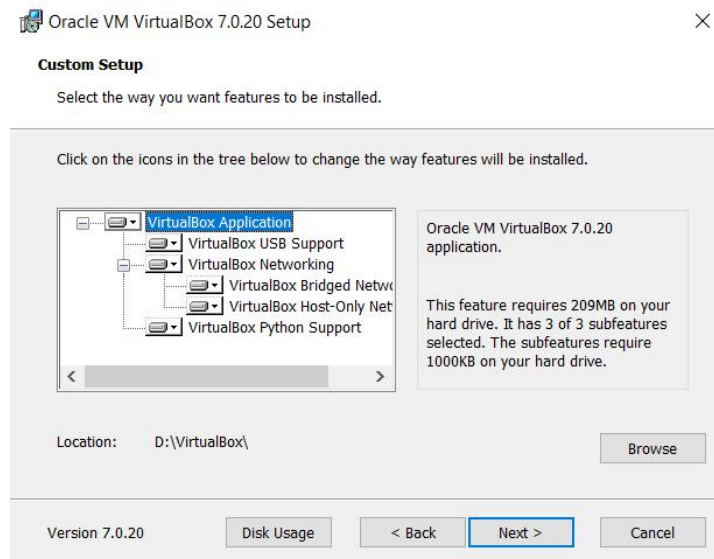 Oracle VM VirtualBox 7.0.20 Setup
Custom Setup
Select the way you want features to be installed.
Click on the icons in the tree below to change the way features will be installed.
VirtualBox Application
VirtualBox USB Support
VirtualBox Networking
VirtualBox Bridged Netwo
VirtualBox Host-Only Net
VirtualBox Python Support
Oracle VM VirtualBox 7.0.20
application.
This feature requires 209MB on your
hard drive. It has 3 of 3 subfeatures
selected. The subfeatures require
1000KB on your hard drive.
Location: D:\VirtualBox\
Browse
Version 7.0.20
Disk Usage
< Back
Next >
Cancel